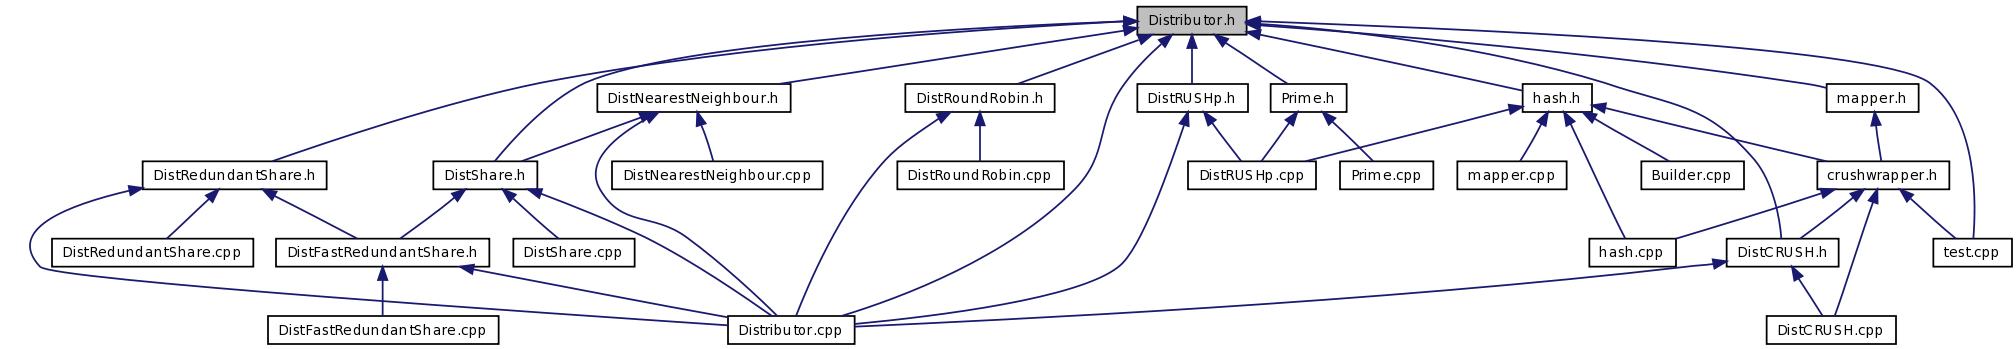 Distributor.h
DistNearestNeighbour.h
DistRoundRobin.h
DistRUSHp.h
Prime.h
hash.h
mapper.h
DistRedundantShare.h
DistShare.h
DistNearestNeighbour.cpp
DistRoundRobin.cpp
DistRUSHp.cpp
Prime.cpp
mapper.cpp
Builder.cpp
crushwrapper.h
DistRedundantShare.cpp
DistFastRedundantShare.h
DistShare.cpp
hash.cpp
DistCRUSH.h
test.cpp
DistFastRedundantShare.cpp
Distributor.cpp
DistCRUSH.cpp